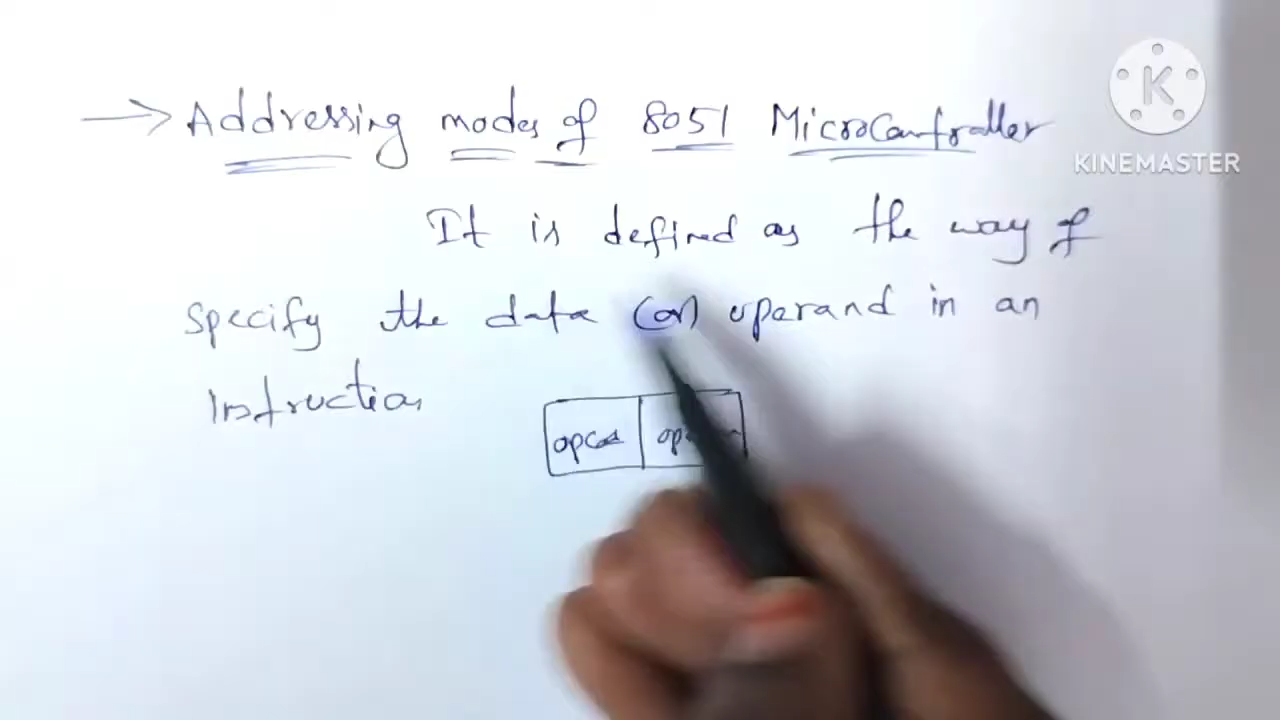 → Addressing modes of 8051 MicroController
KINEMASTER
It is defined as the way of
specify the data (or) operand in an
Instruction
opcod